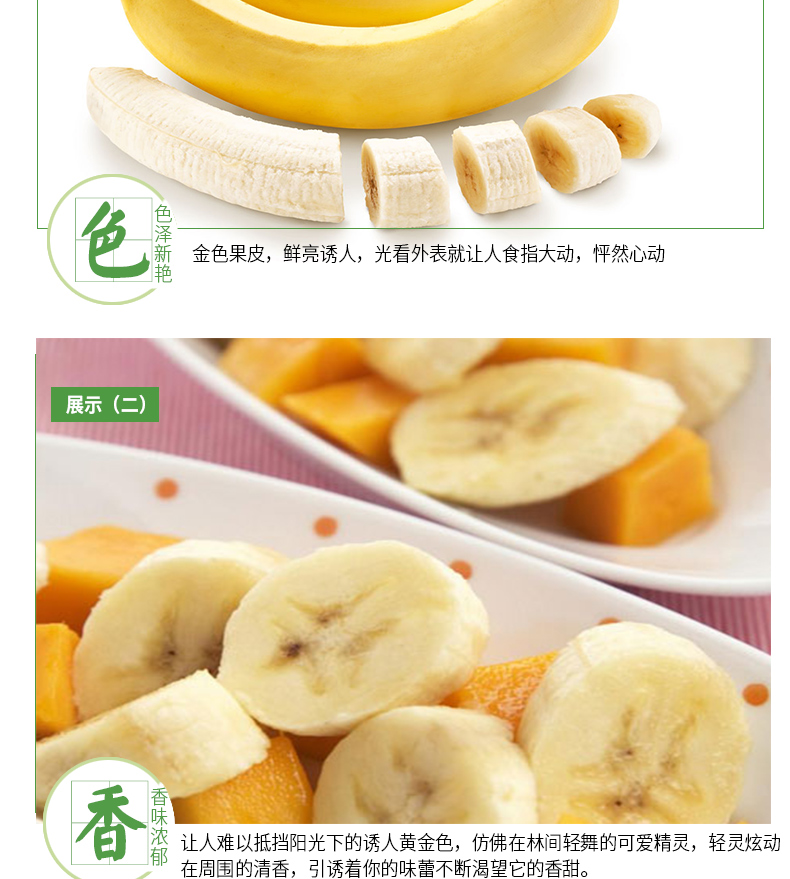 色
色泽新艳
金色果皮，鲜亮诱人，光看外表就让人食指大动，怦然心动
展示（二）
香
香味浓郁
让人难以抵挡阳光下的诱人黄金色，仿佛在林间轻舞的可爱精灵，轻灵炫动
在周围的清香，引诱着你的味蕾不断渴望它的香甜。